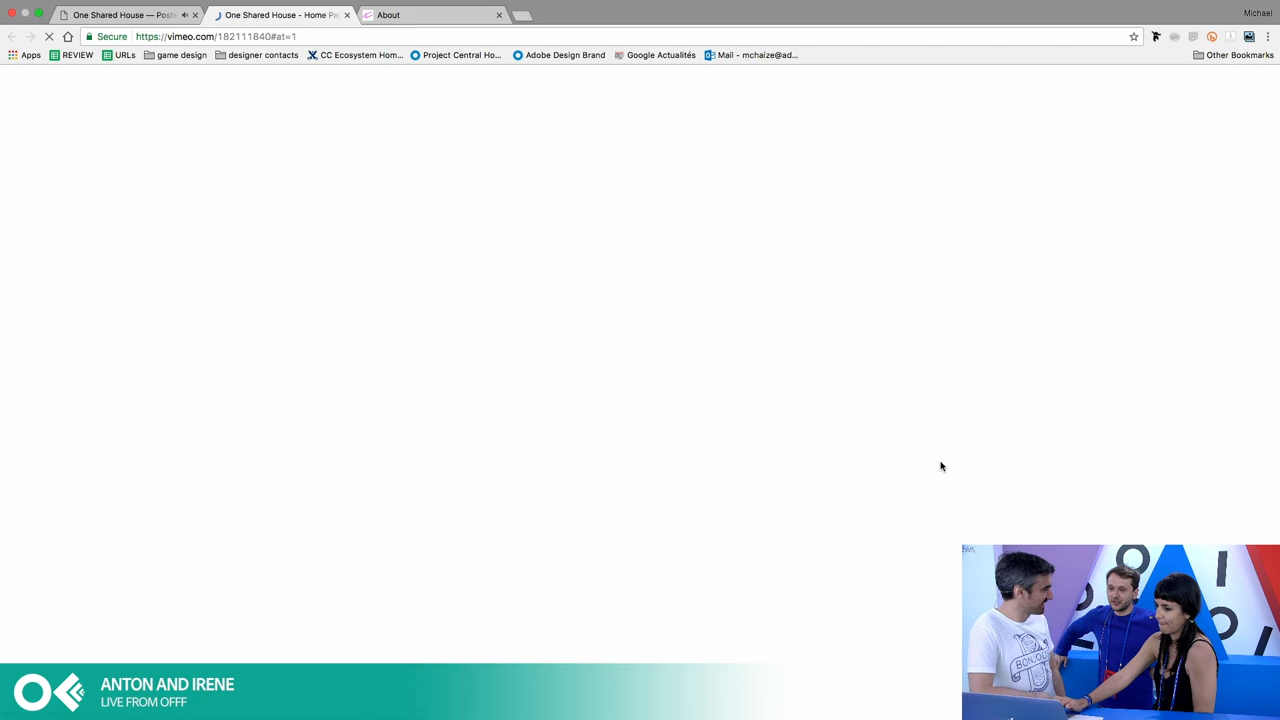 One Shared House — Poste
One Shared House - Home Pa
About
Michael
Secure
https://vimeo.com/182111840#at=1
Apps
REVIEW
URLs
game design
designer contacts
CC Ecosystem Hom...
Project Central Ho...
Adobe Design Brand
Google Actualités
Mail - mchaize@ad...
Other Bookmarks
ews.
BONJOU
ANTON AND IRENE
LIVE FROM OFFF